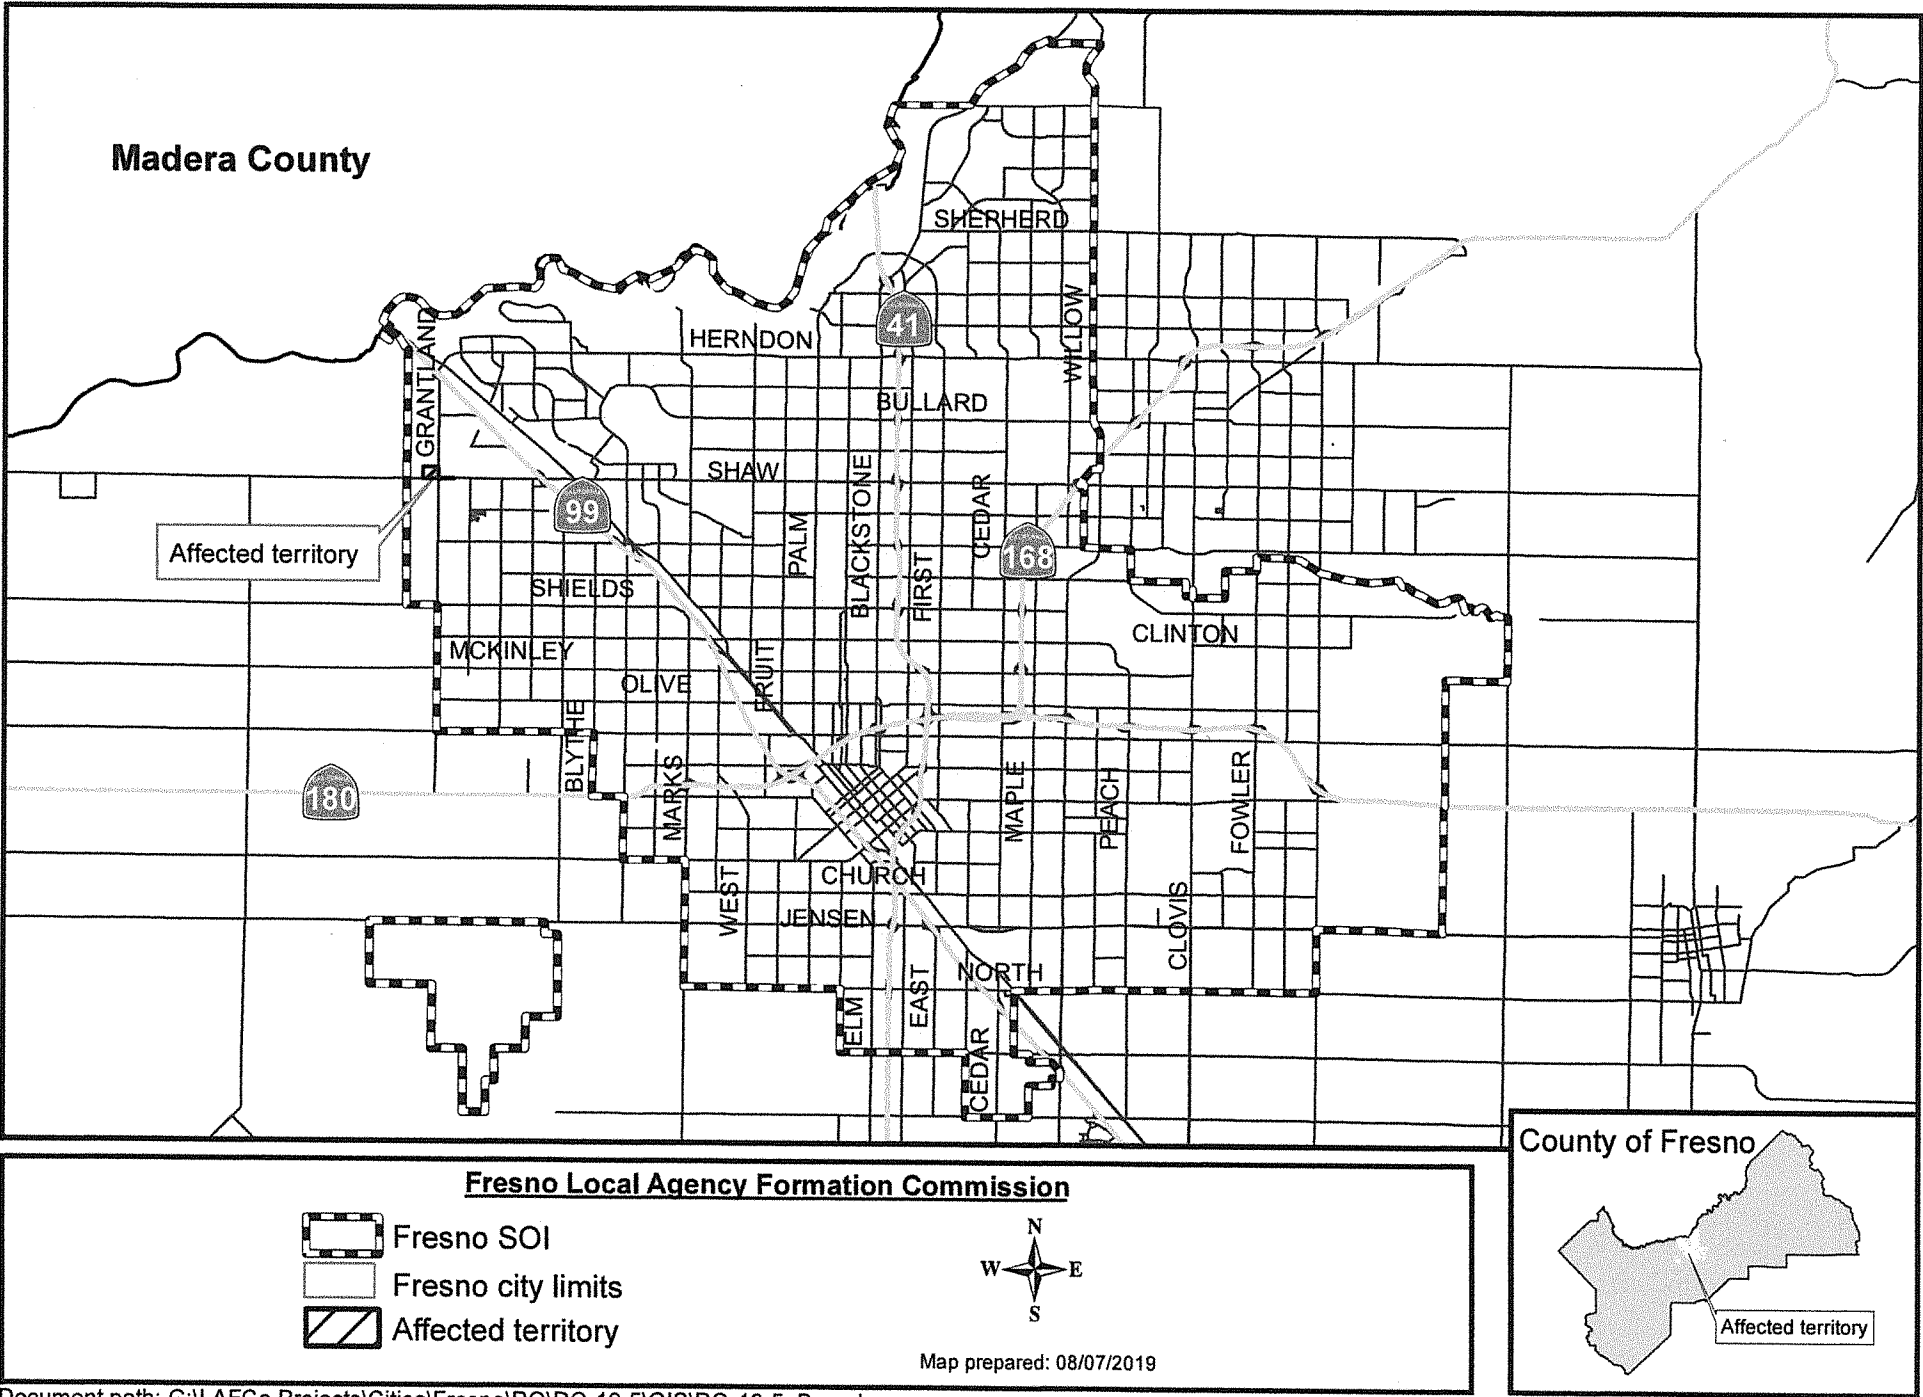 Madera County
SHEPHERD
WILLOW
41
HERNDON
GRANTLAND
BULLARD
SHAW
BLACKSTONE
CEDAR
99
PALM
168
Affected territory
FIRST
SHIELDS
CLINTON
MCKINLEY
FRUIT
OLIVE
BLYTHE
MARKS
180
MAPLE
PEACH
FOWLER
CHURCH
WEST
JENSEN
CLOVIS
NORTH
EAST
ELM
CEDAR
County of Fresno
Affected territory
Fresno Local Agency Formation Commission
Fresno SOI
Fresno city limits
Affected territory
N
W E
S
Map prepared: 08/07/2019